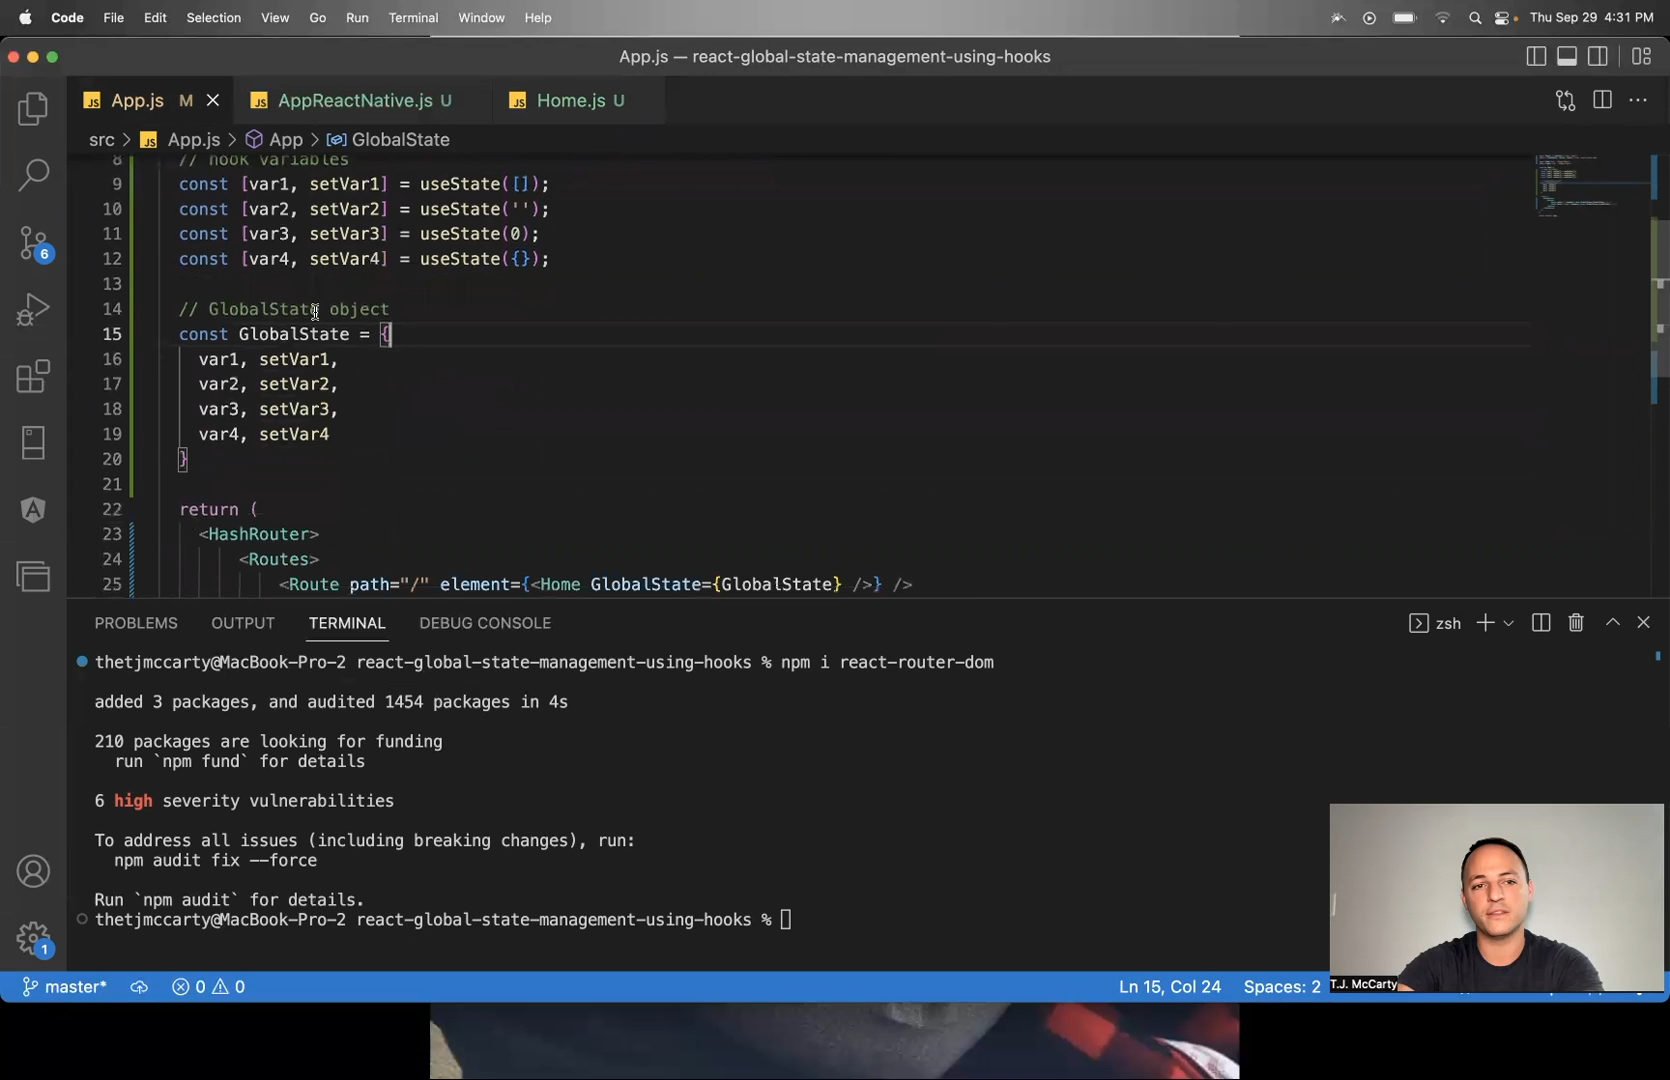 Code File Edit Selection View Go Run Terminal Window Help Thu Sep 29 4:31 PM
App.js — react-global-state-management-using-hooks
JS App.js M JS AppReactNative.js U JS Home.js U
src > JS App.js > App > GlobalState
8 // hook variables
9 const [var1, setVar1] = useState([]);
10 const [var2, setVar2] = useState('');
11 const [var3, setVar3] = useState(0);
12 const [var4, setVar4] = useState({});
13
14 // GlobalState object
15 const GlobalState = {
16 var1, setVar1,
17 var2, setVar2,
18 var3, setVar3,
19 var4, setVar4
20 }
21
22 return (
23 <HashRouter>
24 <Routes>
25 <Route path="/" element={<Home GlobalState={GlobalState} />} />
6
1
PROBLEMS OUTPUT TERMINAL DEBUG CONSOLE zsh
thetjmccarty@MacBook-Pro-2 react-global-state-management-using-hooks % npm i react-router-dom
added 3 packages, and audited 1454 packages in 4s
210 packages are looking for funding
run `npm fund` for details
6 high severity vulnerabilities
To address all issues (including breaking changes), run:
npm audit fix --force
Run `npm audit` for details.
thetjmccarty@MacBook-Pro-2 react-global-state-management-using-hooks %
T.J. McCarty
master* 0 0 Ln 15, Col 24 Spaces: 2